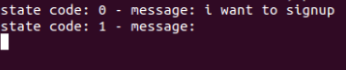 state code: 0 - message: i want to signup
state code: 1 - message: